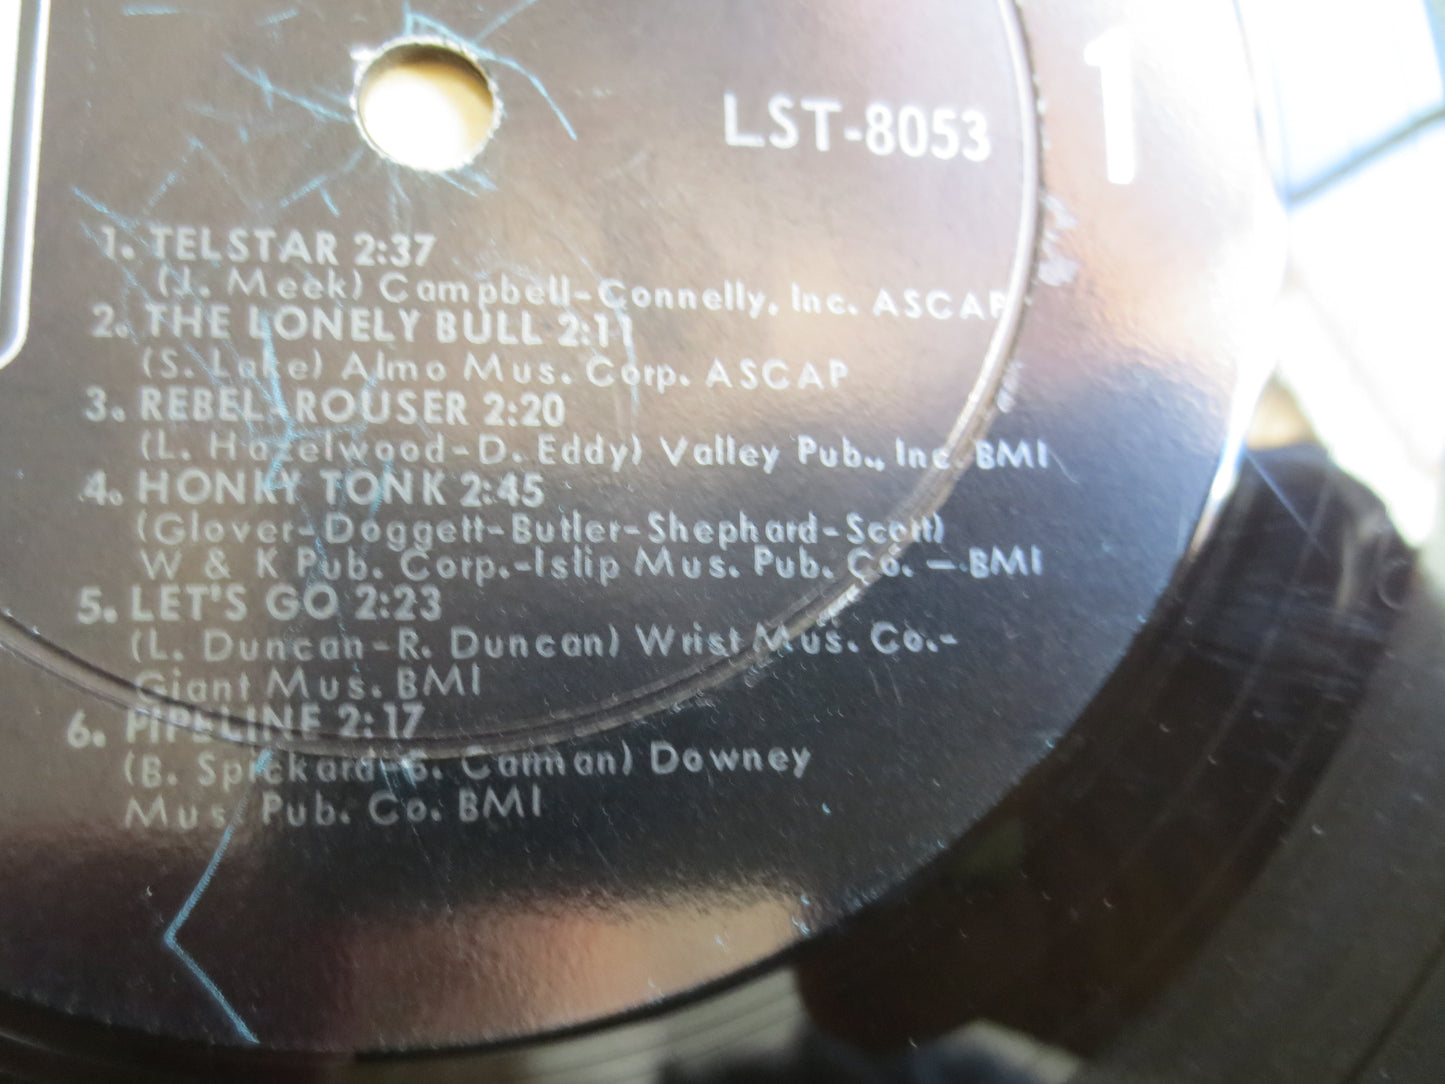 LST-8053
1
1. TELSTAR 2:37
(J. Meek) Campbell-Connelly, Inc. ASCAP
2. THE LONELY BULL 2:11
(S. Lake) Almo Mus. Corp. ASCAP
3. REBEL-ROUSER 2:20
(L. Hazelwood-D. Eddy) Valley Pub., Inc. BMI
4. HONKY TONK 2:45
(Glover-Doggett-Butler-Shephard-Scott)
W & K Pub. Corp.-Islip Mus. Pub. Co. — BMI
5. LET'S GO 2:23
(L. Duncan-R. Duncan) Wrist Mus. Co.-
Giant Mus. BMI
6. PIPELINE 2:17
(B. Spickard-B. Carman) Downey
Mus. Pub. Co. BMI